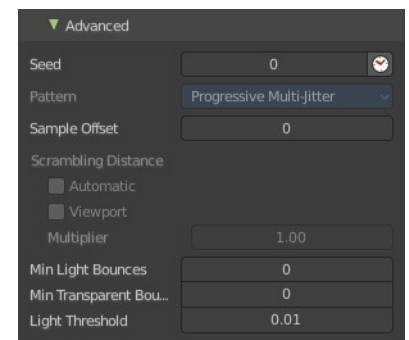 Advanced
Seed 0
Pattern Progressive Multi-Jitter
Sample Offset 0
Scrambling Distance
Automatic
Viewport
Multiplier 1.00
Min Light Bounces 0
Min Transparent Bou... 0
Light Threshold 0.01